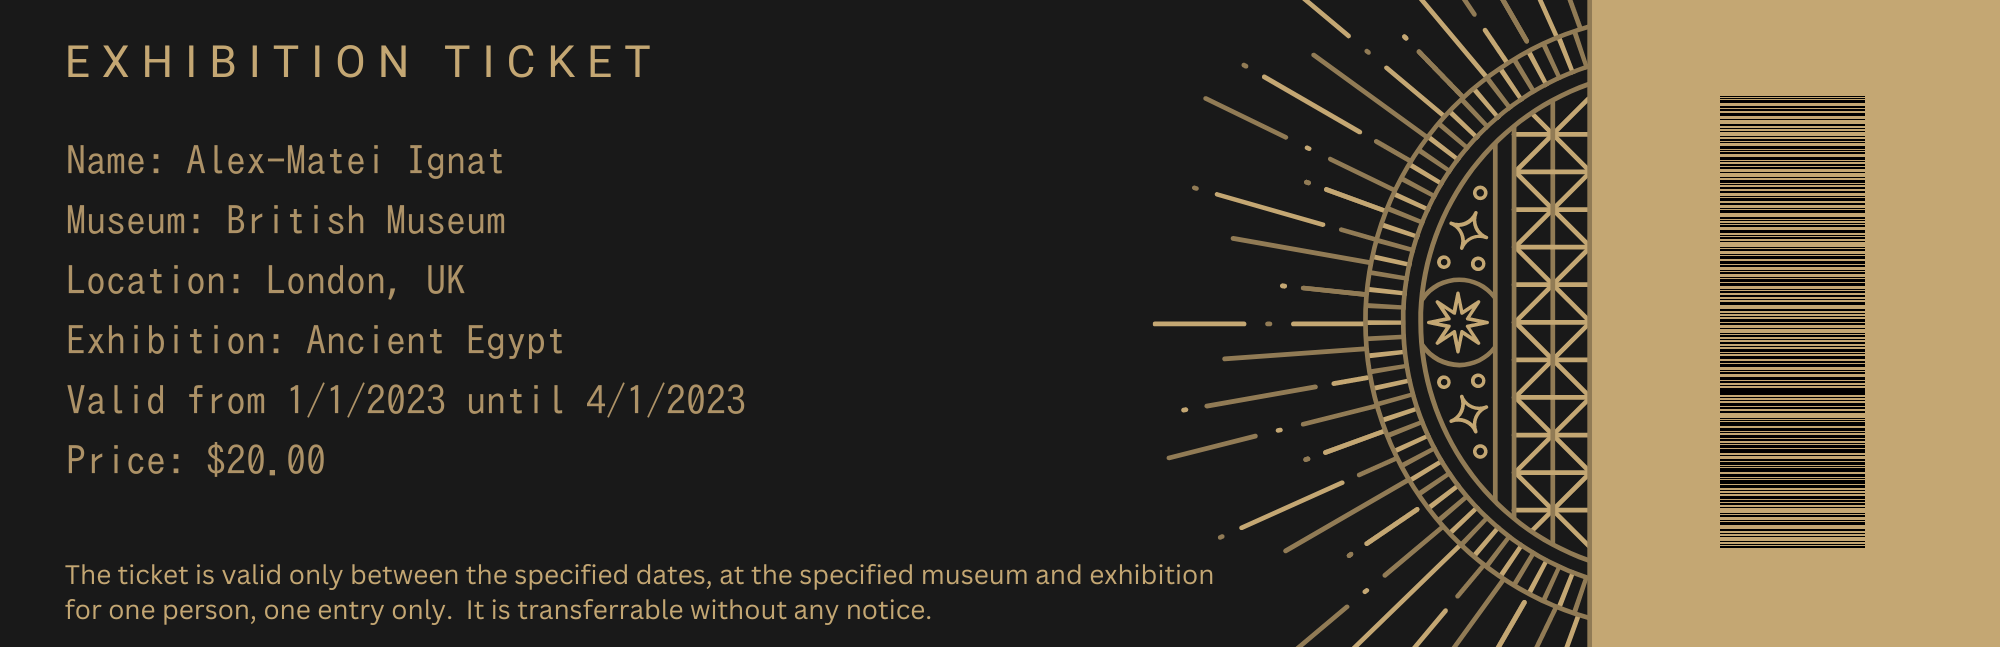 EXHIBITION TICKET
Name: Alex-Matei Ignat
Museum: British Museum
Location: London, UK
Exhibition: Ancient Egypt
Valid from 1/1/2023 until 4/1/2023
Price: $20.00
The ticket is valid only between the specified dates, at the specified museum and exhibition
for one person, one entry only.  It is transferrable without any notice.